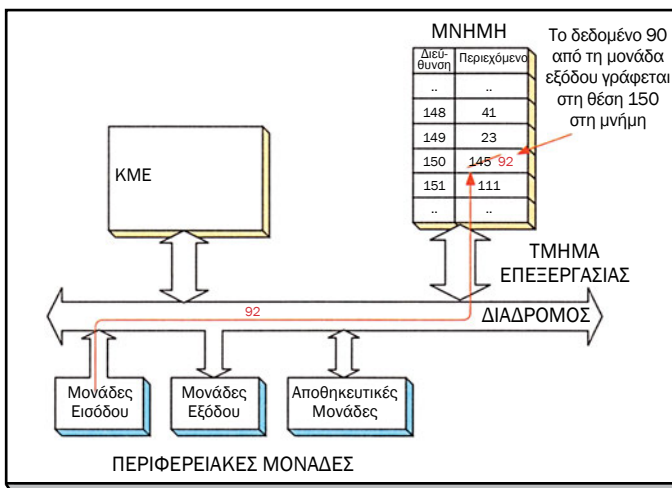 ΜΝΗΜΗ
Διεύ-
θυνση Περιεχόμενο
.. ..
148 41
149 23
150 145 92
151 111
.. ..
Το δεδομένο 90
από τη μονάδα
εξόδου γράφεται
στη θέση 150
στη μνήμη
ΚΜΕ
ΤΜΗΜΑ
ΕΠΕΞΕΡΓΑΣΙΑΣ
92
ΔΙΑΔΡΟΜΟΣ
Μονάδες
Εισόδου
Μονάδες
Εξόδου
Αποθηκευτικές
Μονάδες
ΠΕΡΙΦΕΡΕΙΑΚΕΣ ΜΟΝΑΔΕΣ